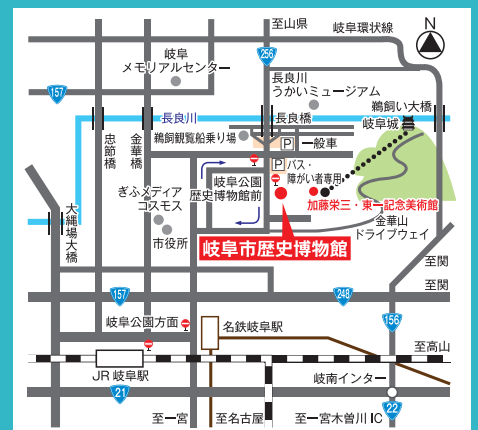 至山県
岐阜環状線
N
256
岐阜
メモリアルセンター
長良川
うかいミュージアム
157
鵜飼い大橋
長良川
長良橋
岐阜城
忠節橋
金華橋
鵜飼観覧船乗り場
P 一般車
P バス・
障がい者専用
ぎふメディア
コスモス
岐阜公園
歴史博物館前
加藤栄三・東一記念美術館
大縄場大橋
市役所
金華山
ドライブウェイ
岐阜市歴史博物館
至関
至関
157
248
岐阜公園方面
名鉄岐阜駅
156
至高山
JR岐阜駅
岐南インター
21
22
至一宮
至名古屋
至一宮木曽川IC